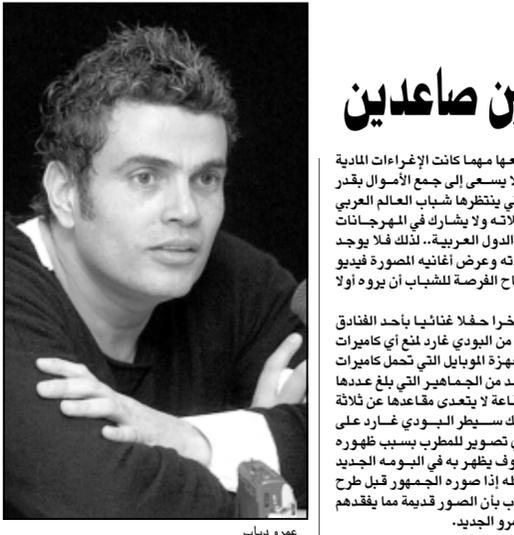 ن صاعدين
عها مهما كانت الإغراءات المادية
لا يسعى إلى جمع الأموال بقدر
ي ينتظرها شباب العالم العربي
لاته ولا يشارك في المهرجانات
الدول العربية.. لذلك فلا يوجد
ته وعرض أغانيه المصورة فيديو
اح الفرصة للشباب أن يروه أولا
خرا حفلا غنائيا بأحد الفنادق
من البودي غارد لمنع أي كاميرات
هزة الموبايل التي تحمل كاميرات
د من الجماهير التي بلغ عددها
اعة لا يتعدى مقاعدها عن ثلاثة
ك سيطر البودي غارد على
ي تصوير للمطرب بسبب ظهوره
وف يظهر به في البومه الجديد
له إذا صوره الجمهور قبل طرح
ب بأن الصور قديمة مما يفقدهم
مرو الجديد.
عمرو دياب